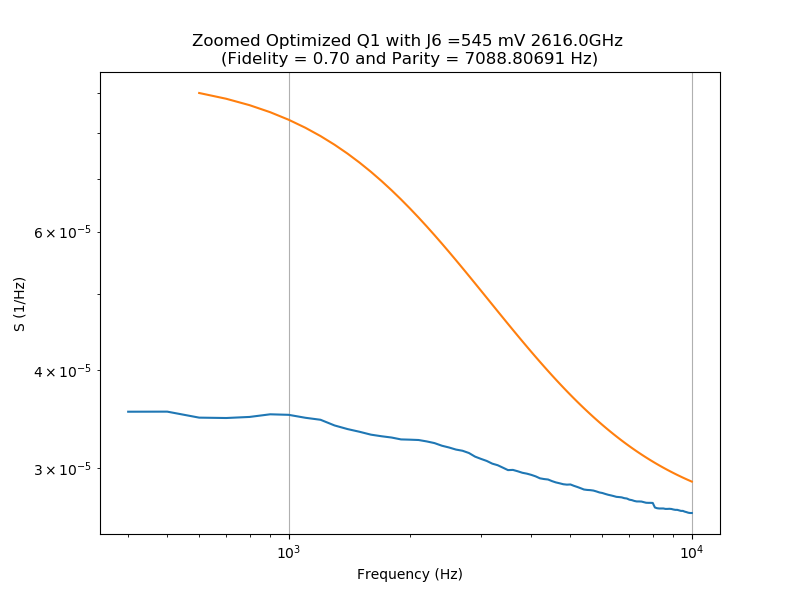 Zoomed Optimized Q1 with J6 =545 mV 2616.0GHz
(Fidelity = 0.70 and Parity = 7088.80691 Hz)
S (1/Hz)
6 × 10⁻⁵
4 × 10⁻⁵
3 × 10⁻⁵
10³
10⁴
Frequency (Hz)